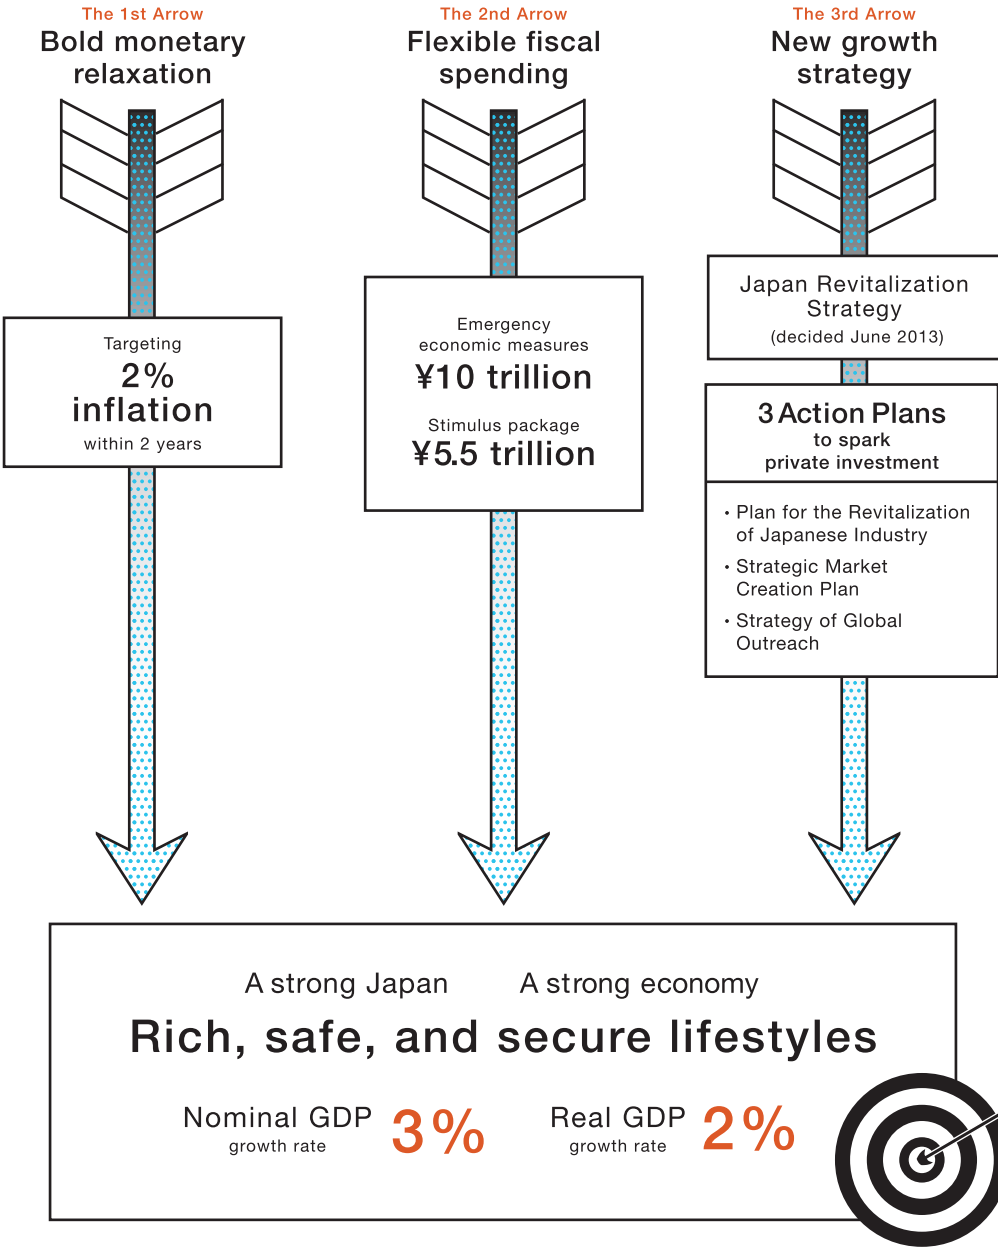 The 1st Arrow
Bold monetary
relaxation
Targeting
2%
inflation
within 2 years
The 2nd Arrow
Flexible fiscal
spending
Emergency
economic measures
¥10 trillion
Stimulus package
¥5.5 trillion
The 3rd Arrow
New growth
strategy
Japan Revitalization
Strategy
(decided June 2013)
3 Action Plans
to spark
private investment
・Plan for the Revitalization
of Japanese Industry
・Strategic Market
Creation Plan
・Strategy of Global
Outreach
A strong Japan A strong economy
Rich, safe, and secure lifestyles
Nominal GDP
growth rate
3%
Real GDP
growth rate
2%